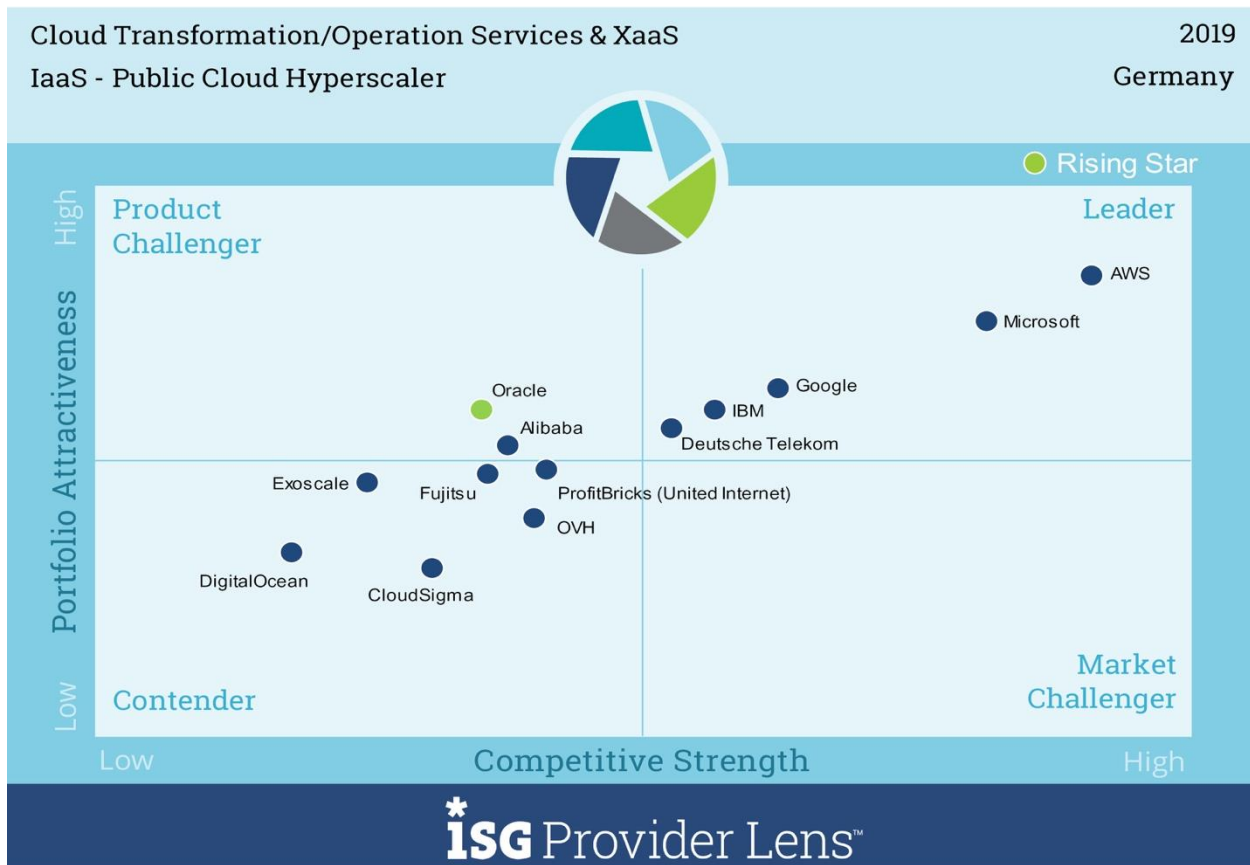 Cloud Transformation/Operation Services & XaaS
2019
IaaS - Public Cloud Hyperscaler
Germany
Rising Star
High
Product
Challenger
Leader
AWS
Microsoft
Google
Oracle
IBM
Alibaba
Deutsche Telekom
Portfolio Attractiveness
Exoscale
Fujitsu
ProfitBricks (United Internet)
OVH
DigitalOcean
CloudSigma
Low
Contender
Market
Challenger
Low
Competitive Strength
High
*ISG Provider Lens™